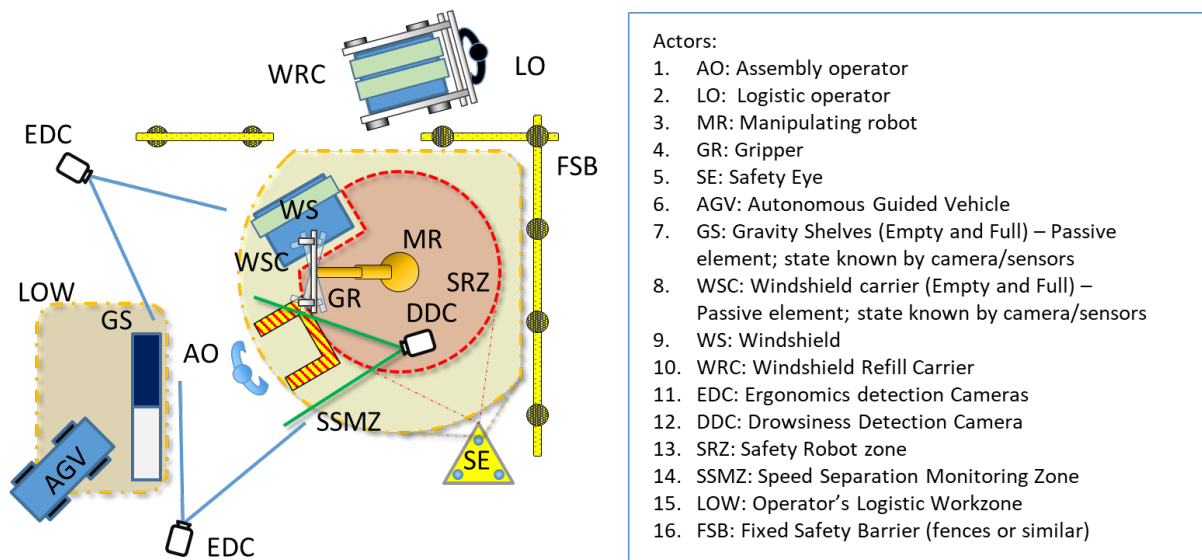 WRC
LO
EDC
FSB
WS
MR
WSC
SRZ
LOW
GR
GS
DDC
AO
SSMZ
AGV
SE
EDC
Actors:
1. AO: Assembly operator
2. LO:  Logistic operator
3. MR: Manipulating robot
4. GR: Gripper
5. SE: Safety Eye
6. AGV: Autonomous Guided Vehicle
7. GS: Gravity Shelves (Empty and Full) – Passive
element; state known by camera/sensors
8. WSC: Windshield carrier (Empty and Full) –
Passive element; state known by camera/sensors
9. WS: Windshield
10. WRC: Windshield Refill Carrier
11. EDC: Ergonomics detection Cameras
12. DDC: Drowsiness Detection Camera
13. SRZ: Safety Robot zone
14. SSMZ: Speed Separation Monitoring Zone
15. LOW: Operator's Logistic Workzone
16. FSB: Fixed Safety Barrier (fences or similar)